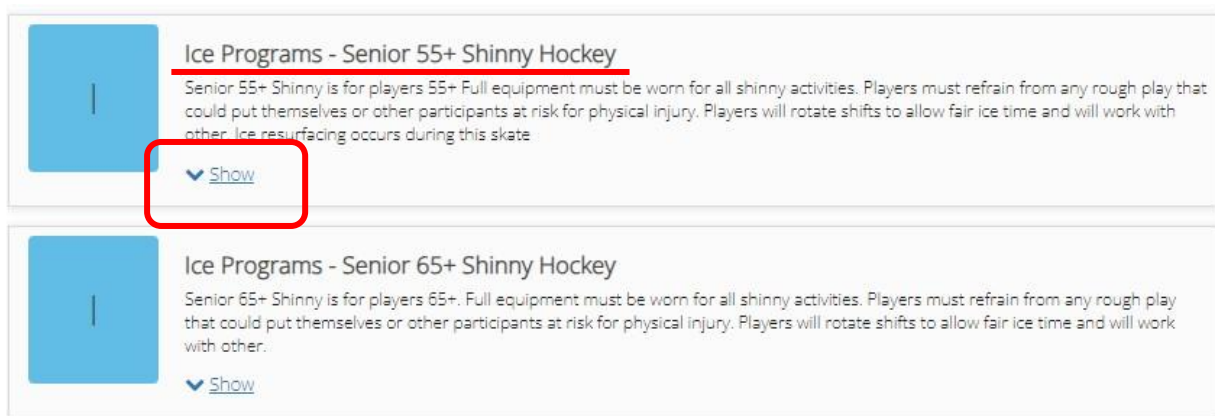 Ice Programs - Senior 55+ Shinny Hockey
Senior 55+ Shinny is for players 55+ Full equipment must be worn for all shinny activities. Players must refrain from any rough play that
could put themselves or other participants at risk for physical injury. Players will rotate shifts to allow fair ice time and will work with
other. Ice resurfacing occurs during this skate
I
Show
Ice Programs - Senior 65+ Shinny Hockey
Senior 65+ Shinny is for players 65+. Full equipment must be worn for all shinny activities. Players must refrain from any rough play
that could put themselves or other participants at risk for physical injury. Players will rotate shifts to allow fair ice time and will work
with other.
I
Show